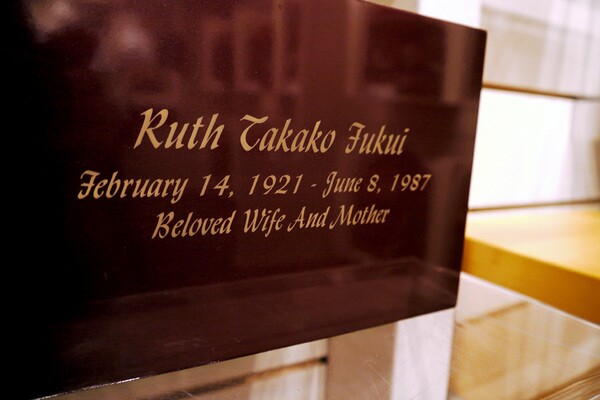 Ruth Takako Fukui
February 14, 1921 - June 8, 1987
Beloved Wife And Mother